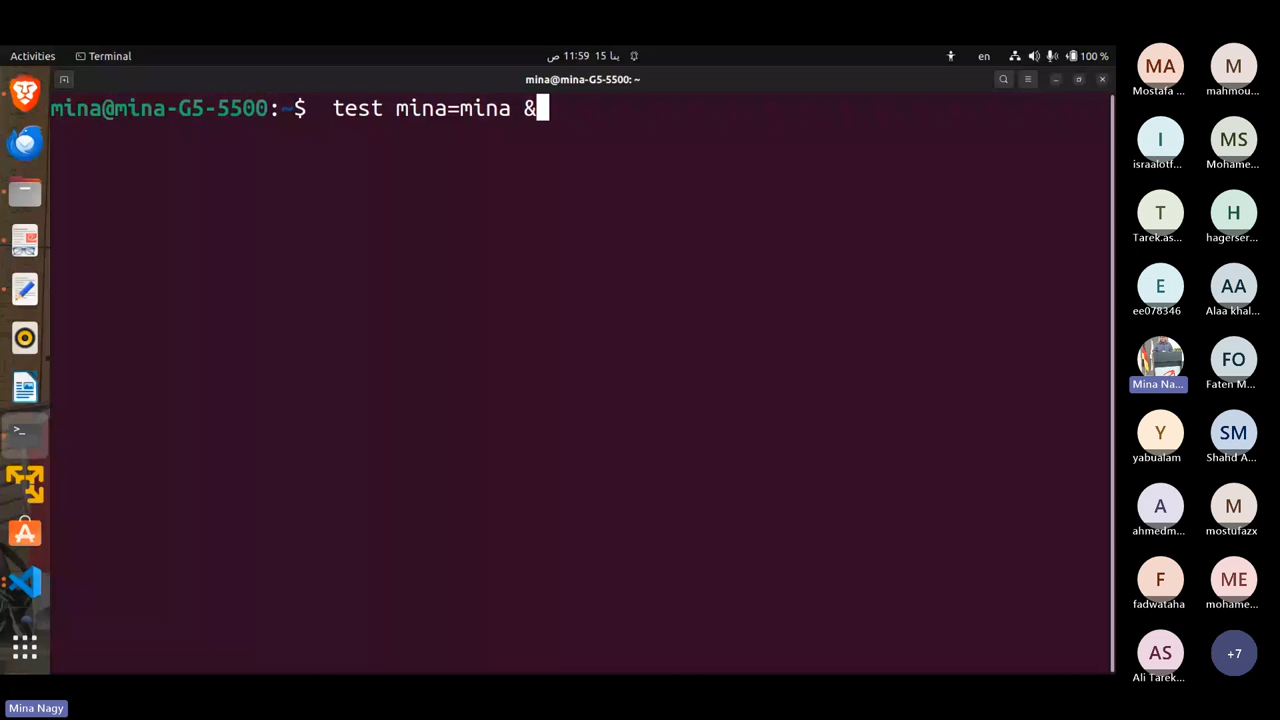 Activities
Terminal
ص 11:59 ينا 15
en
100 %
mina@mina-G5-5500: ~
mina@mina-G5-5500:~$  test mina=mina &
MA
Mostafa ...
M
mahmou...
I
israalotf...
MS
Mohame...
T
Tarek.as...
H
hagerser...
E
ee078346
AA
Alaa khal...
Mina Na...
FO
Faten M...
Y
yabualam
SM
Shahd A...
A
ahmedm...
M
mostufazx
F
fadwataha
ME
mohame...
AS
Ali Tarek...
+7
Mina Nagy